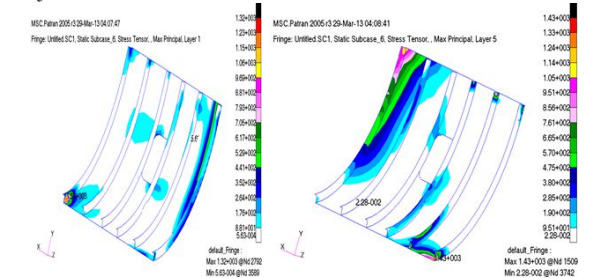 MSC.Patran 2005 r3 29-Mar-13 04:07:47
Fringe: Untitled.SC1, Static Subcase_6, Stress Tensor, , Max Principal, Layer 1
1.32+003
1.23+003
1.15+003
1.06+003
9.69+002
8.81+002
7.93+002
7.05+002
6.17+002
5.29+002
4.41+002
3.52+002
2.64+002
1.76+002
8.81+001
5.63-004
Y
X
Z
default_Fringe :
Max 1.32+003 @Nd 2792
Min 5.63-004 @Nd 3589
MSC.Patran 2005 r3 29-Mar-13 04:08:41
Fringe: Untitled.SC1, Static Subcase_6, Stress Tensor, , Max Principal, Layer 5
1.43+003
1.33+003
1.24+003
1.14+003
1.05+003
9.51+002
8.56+002
7.61+002
6.65+002
5.70+002
4.75+002
3.80+002
2.85+002
1.90+002
9.51+001
2.28-002
2.28-002
1.43+003
Y
X
Z
default_Fringe :
Max 1.43+003 @Nd 1509
Min 2.28-002 @Nd 3742